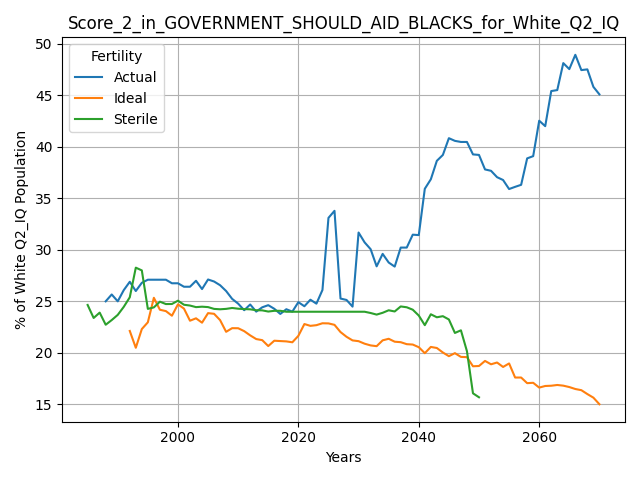 Score_2_in_GOVERNMENT_SHOULD_AID_BLACKS_for_White_Q2_IQ
Fertility
Actual
Ideal
Sterile
% of White Q2_IQ Population
50
45
40
35
30
25
20
15
2000
2020
2040
2060
Years